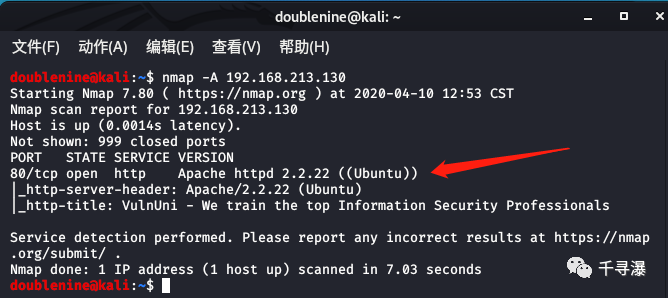 doublenine@kali: ~
文件(F) 动作(A) 编辑(E) 查看(V) 帮助(H)
doublenine@kali:~$ nmap -A 192.168.213.130
Starting Nmap 7.80 ( https://nmap.org ) at 2020-04-10 12:53 CST
Nmap scan report for 192.168.213.130
Host is up (0.0014s latency).
Not shown: 999 closed ports
PORT   STATE SERVICE VERSION
80/tcp open  http    Apache httpd 2.2.22 ((Ubuntu))
|_http-server-header: Apache/2.2.22 (Ubuntu)
|_http-title: VulnUni - We train the top Information Security Professionals
Service detection performed. Please report any incorrect results at https://nmap
.org/submit/ .
Nmap done: 1 IP address (1 host up) scanned in 7.03 seconds
doublenine@kali:~$
千寻瀑